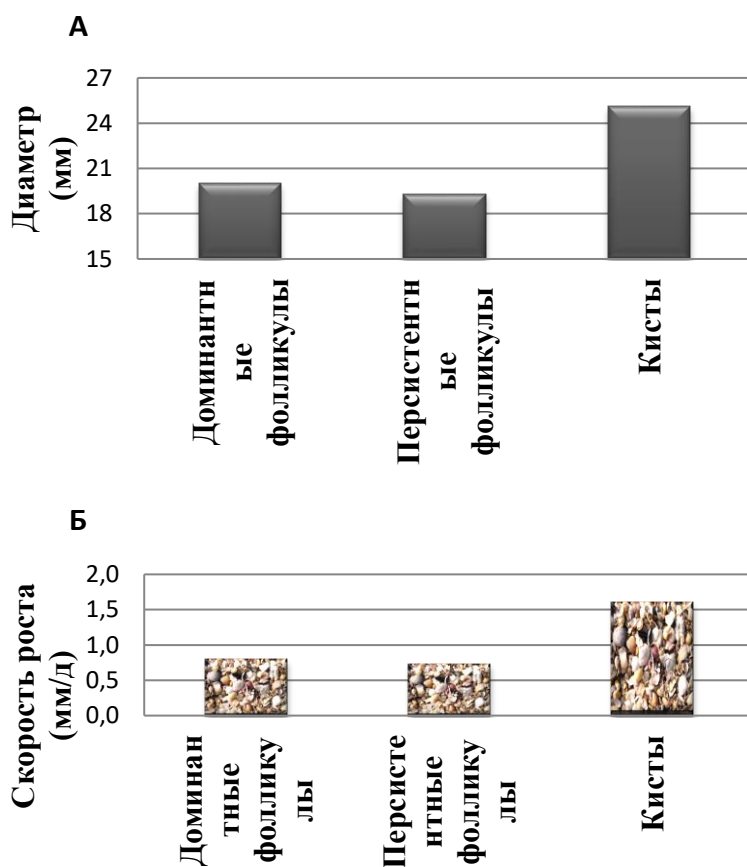 А
Диаметр
(мм)
27
24
21
18
15
Доминантн
ые
фолликулы
Персистентн
ые
фолликулы
Кисты
Б
Скорость роста
(мм/д)
2,0
1,5
1,0
0,5
0,0
Доминан
тные
фоллику
лы
Персисте
нтные
фоллику
лы
Кисты